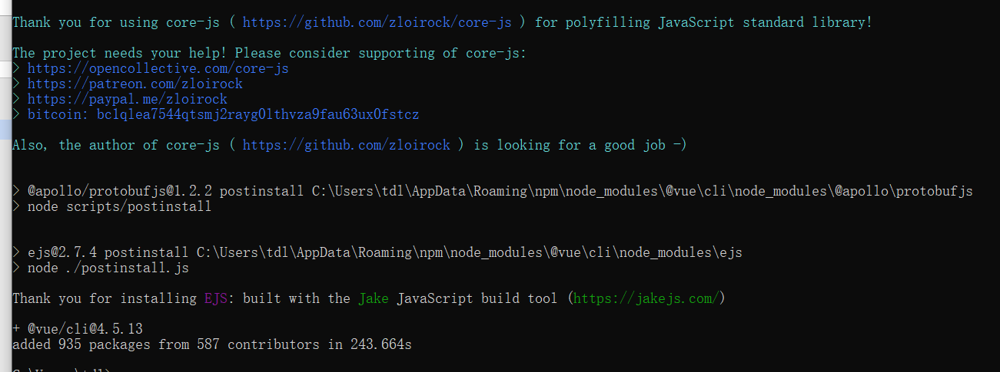 Thank you for using core-js ( https://github.com/zloirock/core-js ) for polyfilling JavaScript standard library!
The project needs your help! Please consider supporting of core-js:
> https://opencollective.com/core-js
> https://patreon.com/zloirock
> https://paypal.me/zloirock
> bitcoin: bc1qlea7544qtsmj2rayg0lthvza9fau63ux0fstcz
Also, the author of core-js ( https://github.com/zloirock ) is looking for a good job -)
> @apollo/protobufjs@1.2.2 postinstall C:\Users\tdl\AppData\Roaming\npm\node_modules\@vue\cli\node_modules\@apollo\protobufjs
> node scripts/postinstall
> ejs@2.7.4 postinstall C:\Users\tdl\AppData\Roaming\npm\node_modules\@vue\cli\node_modules\ejs
> node ./postinstall.js
Thank you for installing EJS: built with the Jake JavaScript build tool (https://jakejs.com/)
+ @vue/cli@4.5.13
added 935 packages from 587 contributors in 243.664s